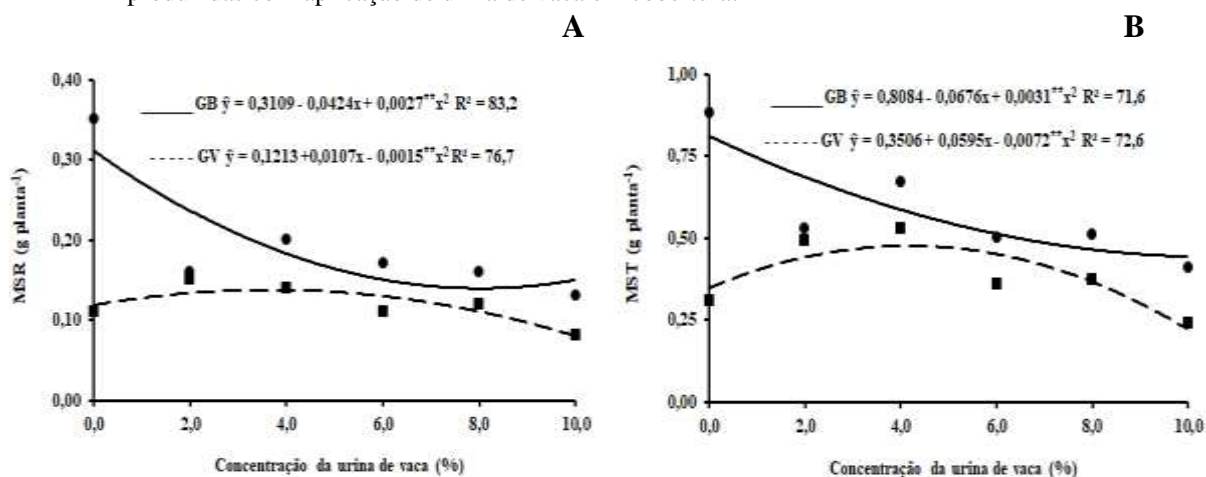 A
0,40
0,30
0,20
0,10
0,00
MSR (g planta⁻¹)
GB ŷ = 0,3109 - 0,0424x + 0,0027**x² R² = 83,2
GV ŷ = 0,1213 +0,0107x - 0,0015**x² R² = 76,7
0,0 2,0 4,0 6,0 8,0 10,0
Concentração da urina de vaca (%)
B
1,00
0,75
0,50
0,25
0,00
MST (g planta⁻¹)
GB ŷ = 0,8084 - 0,0676x + 0,0031**x² R² = 71,6
GV ŷ = 0,3506 + 0,0595x - 0,0072**x² R² = 72,6
0,0 2,0 4,0 6,0 8,0 10,0
Concentração da urina de vaca (%)